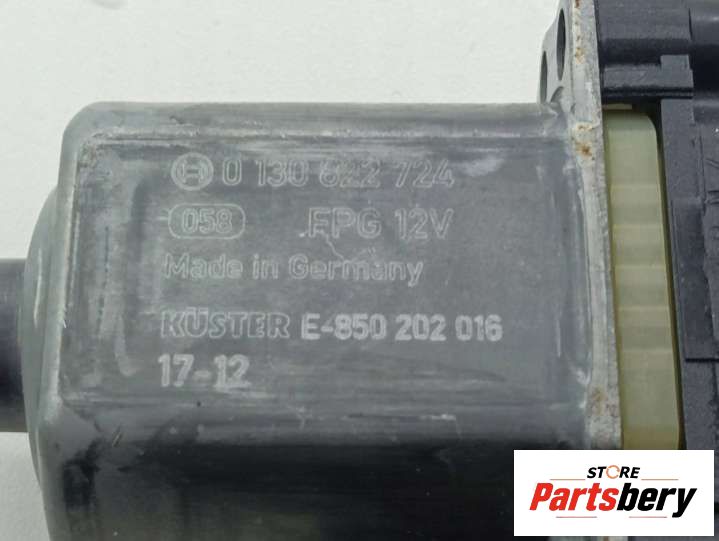 0 130 822 724
058 FPG 12V
Made in Germany
KÜSTER E-850 202 016
17-12
STORE
Partsbery